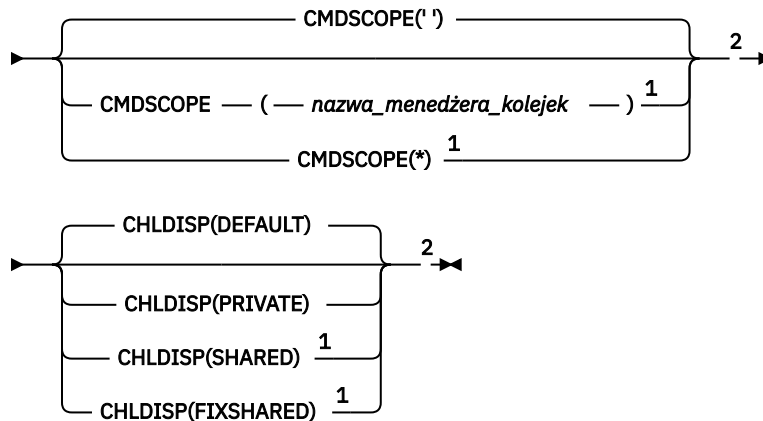 CMDSCOPE(' ')
2
CMDSCOPE ( nazwa_menedżera_kolejek ) 1
CMDSCOPE(*) 1
CHLDISP(DEFAULT)
2
CHLDISP(PRIVATE)
CHLDISP(SHARED) 1
CHLDISP(FIXSHARED) 1